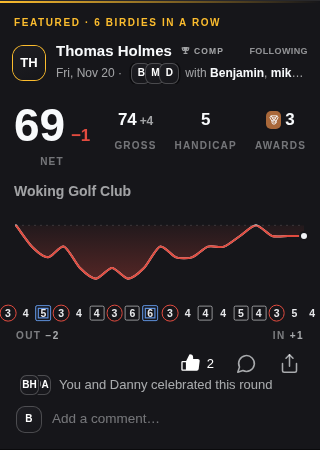 FEATURED · 6 BIRDIES IN A ROW
TH Thomas Holmes COMP FOLLOWING
Fri, Nov 20 · B M D with Benjamin, mik...
69 −1 74 +4 5 3
NET GROSS HANDICAP AWARDS
Woking Golf Club
3 4 5 3 4 4 3 6 6 3 4 4 4 5 4 3 5 4
OUT −2 IN +1
2
BH A You and Danny celebrated this round
B Add a comment…